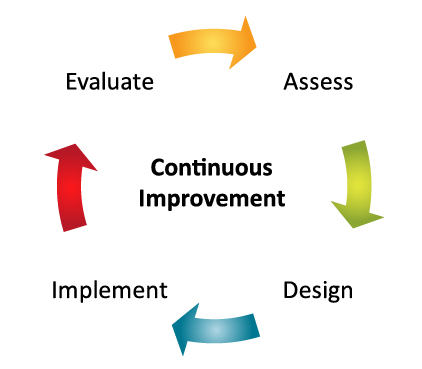 Evaluate
Assess
Continuous
Improvement
Implement
Design